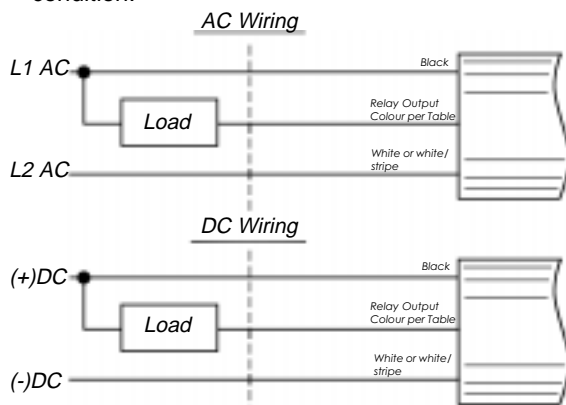 condition.
AC Wiring
L1 AC
Black
Relay Output
Colour per Table
Load
White or white/
stripe
L2 AC
DC Wiring
(+)DC
Black
Relay Output
Colour per Table
Load
White or white/
stripe
(-)DC